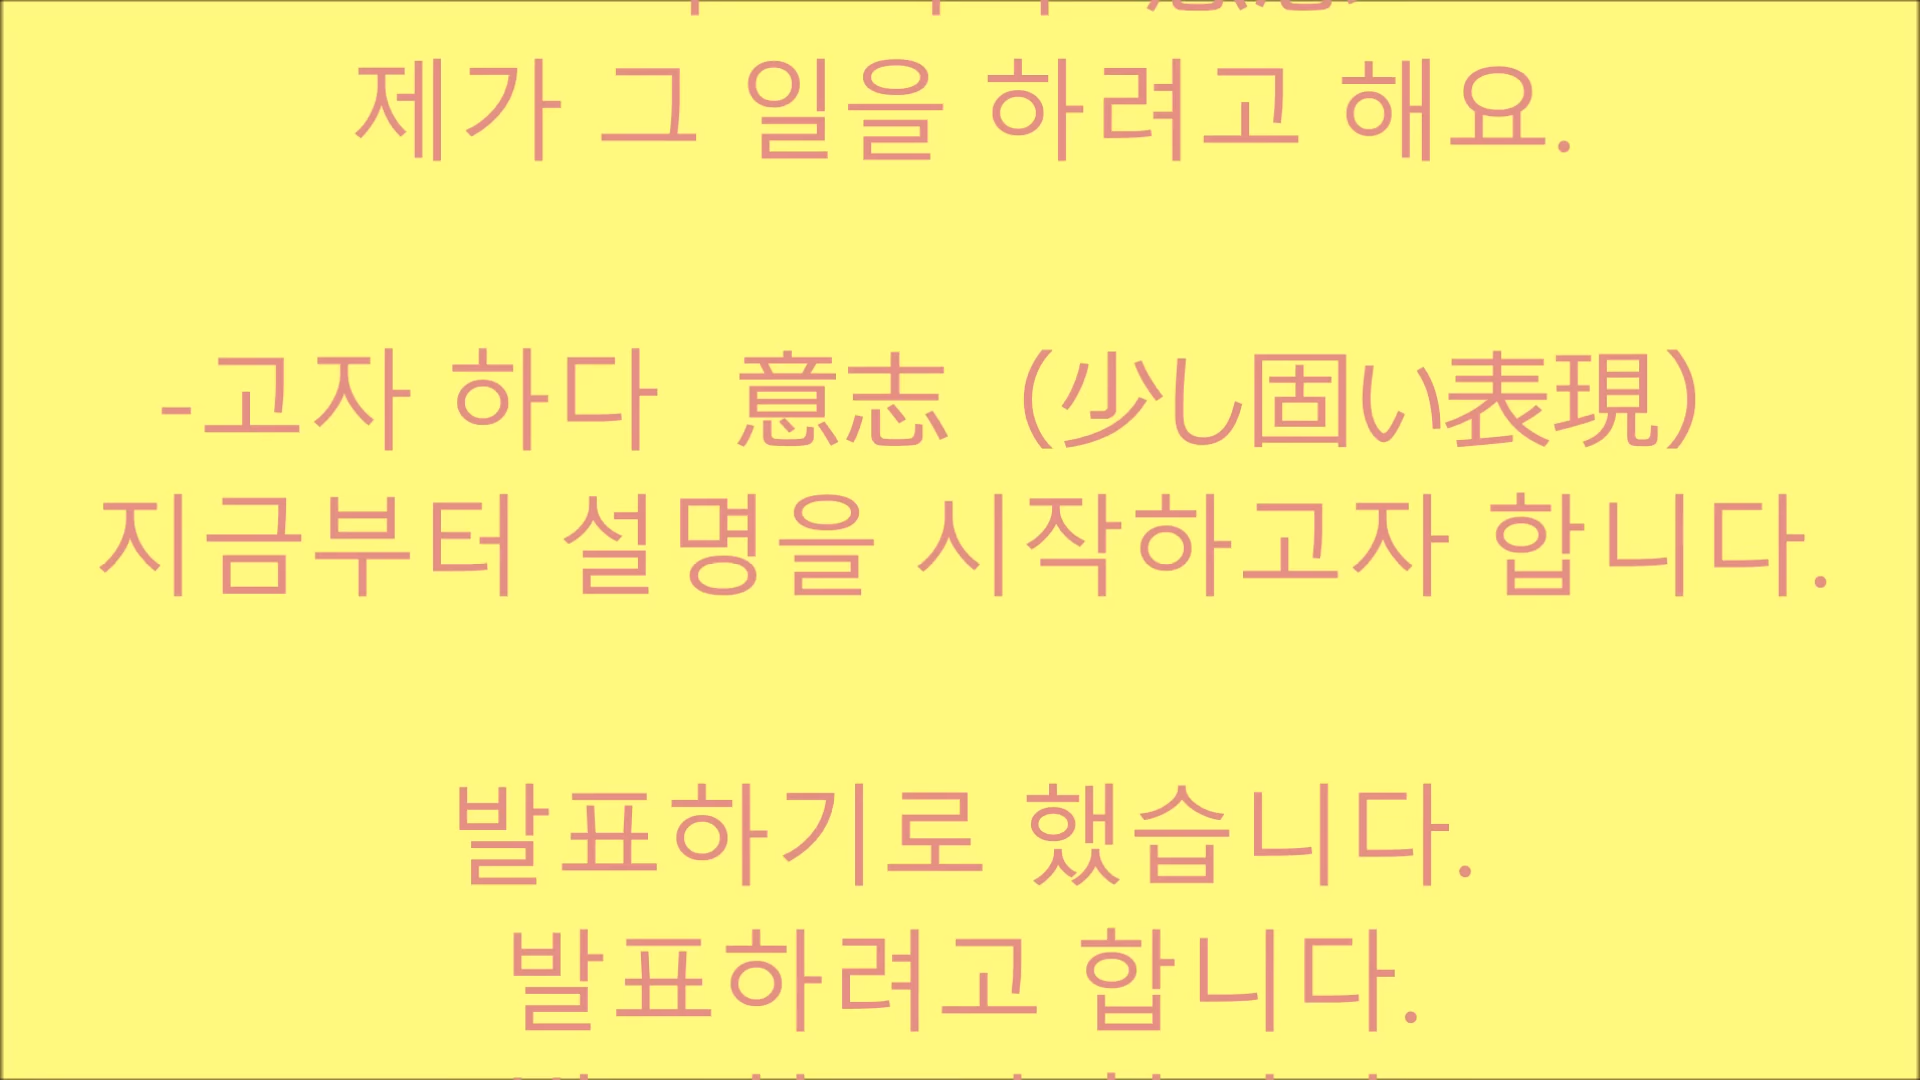 제가 그 일을 하려고 해요.
-고자 하다 意志（少し固い表現）
지금부터 설명을 시작하고자 합니다.
발표하기로 했습니다.
발표하려고 합니다.